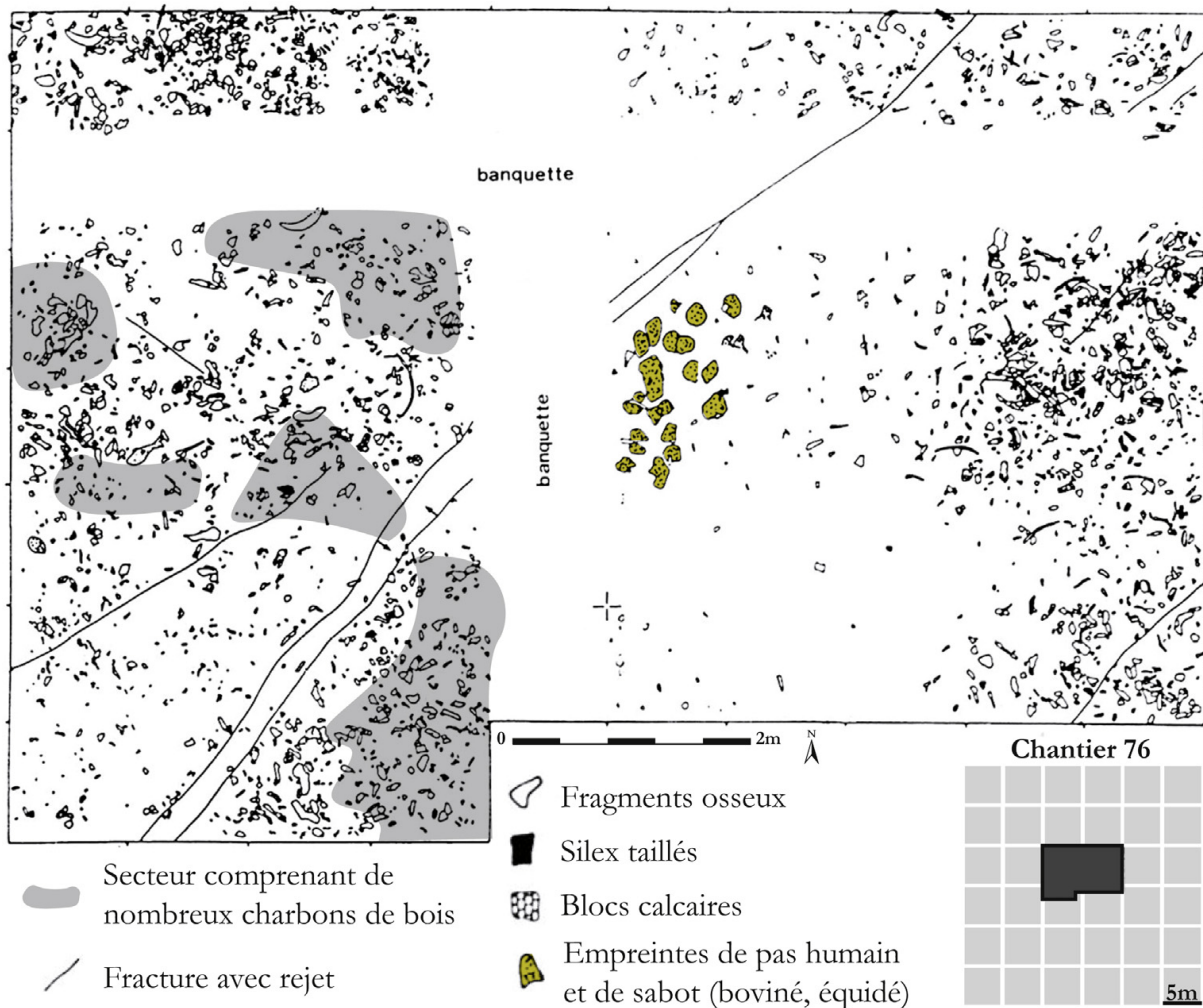 banquette
banquette
0 2m
N
Chantier 76
Fragments osseux
Silex taillés
Blocs calcaires
Empreintes de pas humain
et de sabot (boviné, équidé)
Secteur comprenant de
nombreux charbons de bois
Fracture avec rejet
5m